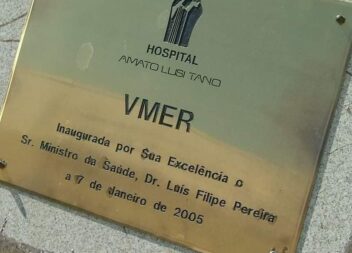 HOSPITAL
AMATO LUSITANO
VMER
Inaugurada por Sua Excelência o
Sr. Ministro da Saúde, Dr. Luís Filipe Pereira
a 7 de Janeiro de 2005